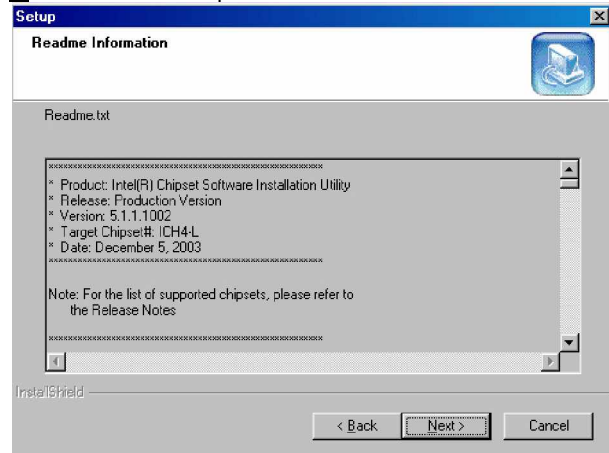 Setup
Readme Information
Readme.txt
******************************************************
* Product: Intel(R) Chipset Software Installation Utility
* Release: Production Version
* Version: 5.1.1.1002
* Target Chipset#: ICH4-L
* Date: December 5, 2003
******************************************************
Note: For the list of supported chipsets, please refer to
the Release Notes
******************************************************
InstallShield
< Back
Next >
Cancel